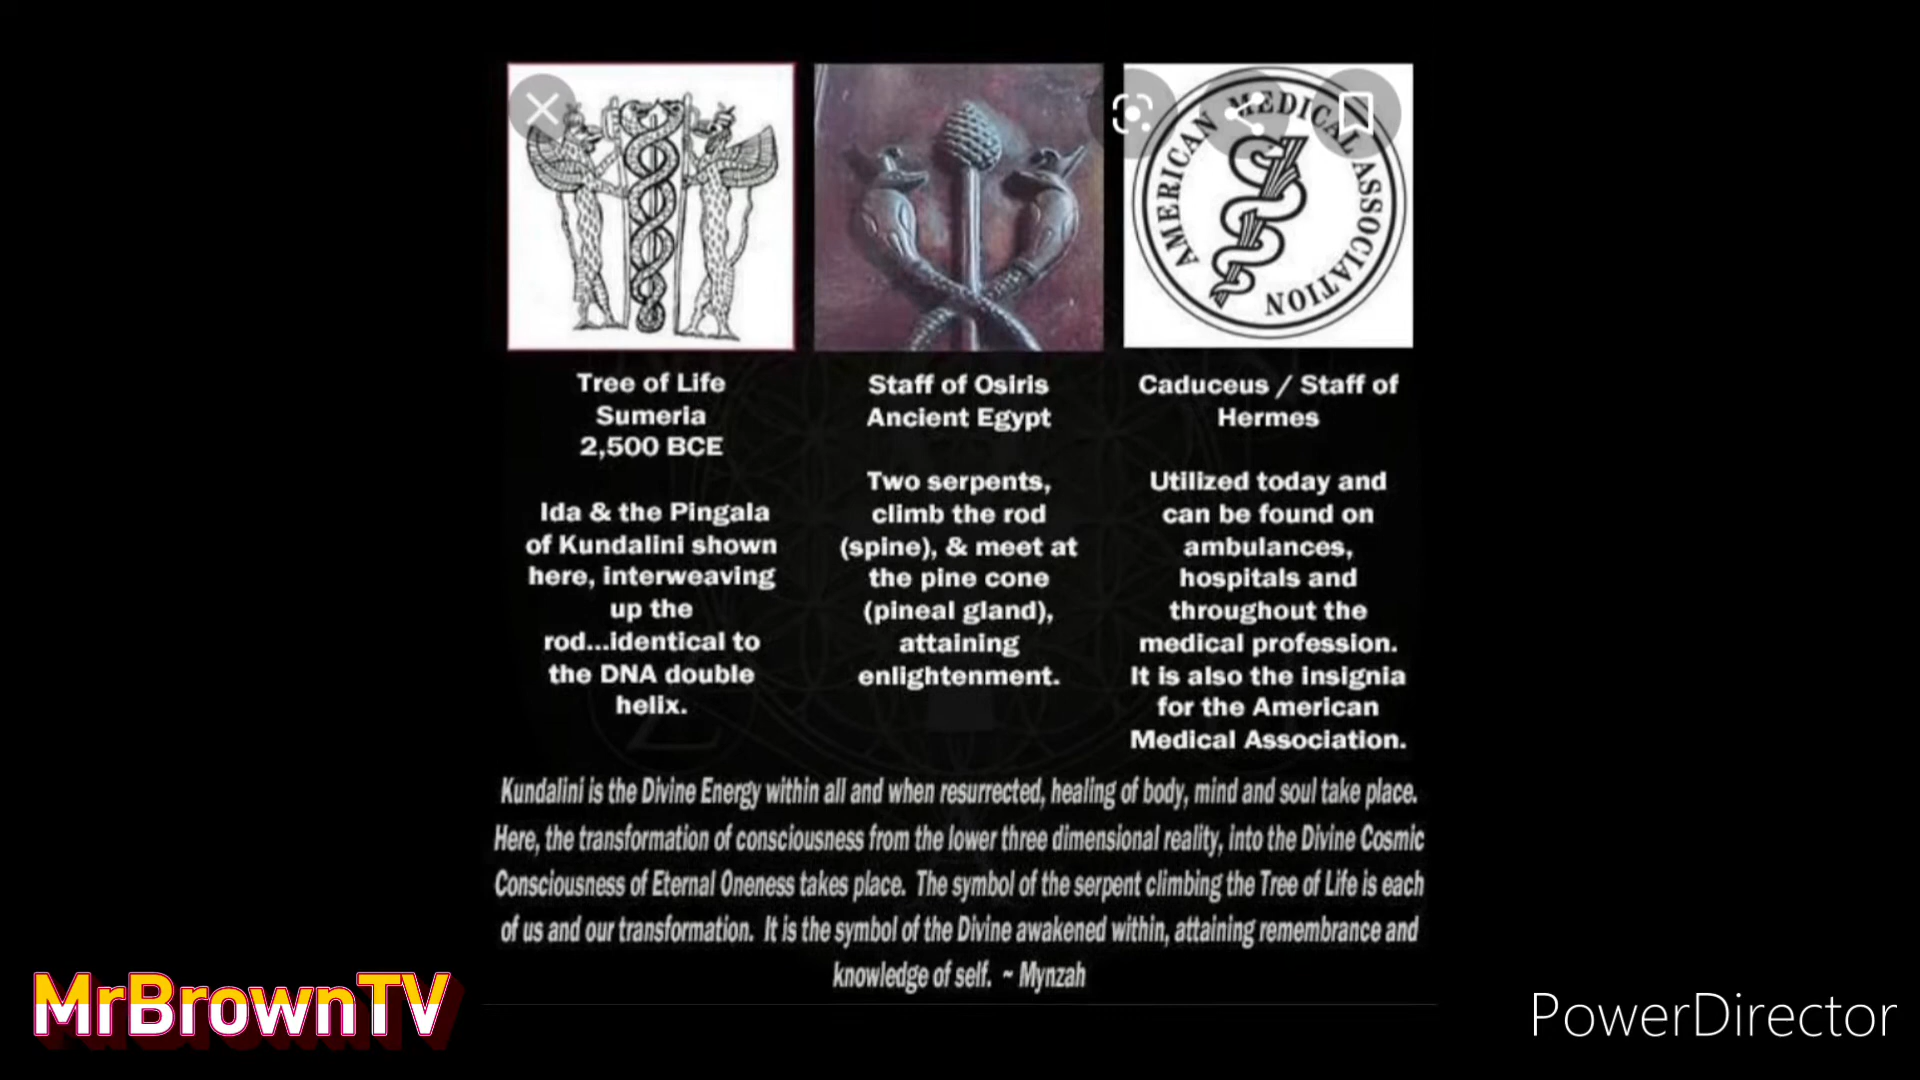 AMERICAN MEDICAL ASSOCIATION
Tree of Life
Sumeria
2,500 BCE
Ida & the Pingala
of Kundalini shown
here, interweaving
up the
rod...identical to
the DNA double
helix.
Staff of Osiris
Ancient Egypt
Two serpents,
climb the rod
(spine), & meet at
the pine cone
(pineal gland),
attaining
enlightenment.
Caduceus / Staff of
Hermes
Utilized today and
can be found on
ambulances,
hospitals and
throughout the
medical profession.
It is also the insignia
for the American
Medical Association.
Kundalini is the Divine Energy within all and when resurrected, healing of body, mind and soul take place.
Here, the transformation of consciousness from the lower three dimensional reality, into the Divine Cosmic
Consciousness of Eternal Oneness takes place. The symbol of the serpent climbing the Tree of Life is each
of us and our transformation. It is the symbol of the Divine awakened within, attaining remembrance and
knowledge of self. ~ Mynzah
MrBrownTV
PowerDirector